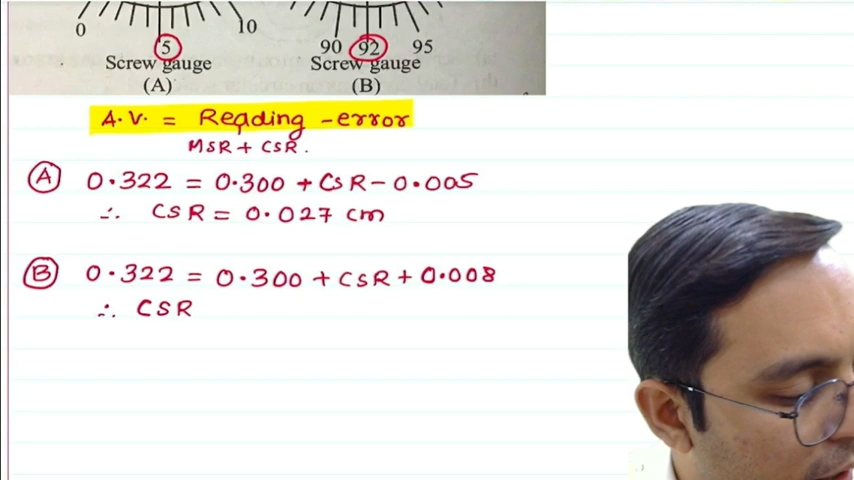 0 5 10
90 92 95
Screw gauge Screw gauge
(A) (B)
A.V. = Reading - error
MSR + CSR.
(A) 0.322 = 0.300 + CSR - 0.005
∴ CSR = 0.027 cm
(B) 0.322 = 0.300 + CSR + 0.008
∴ CSR